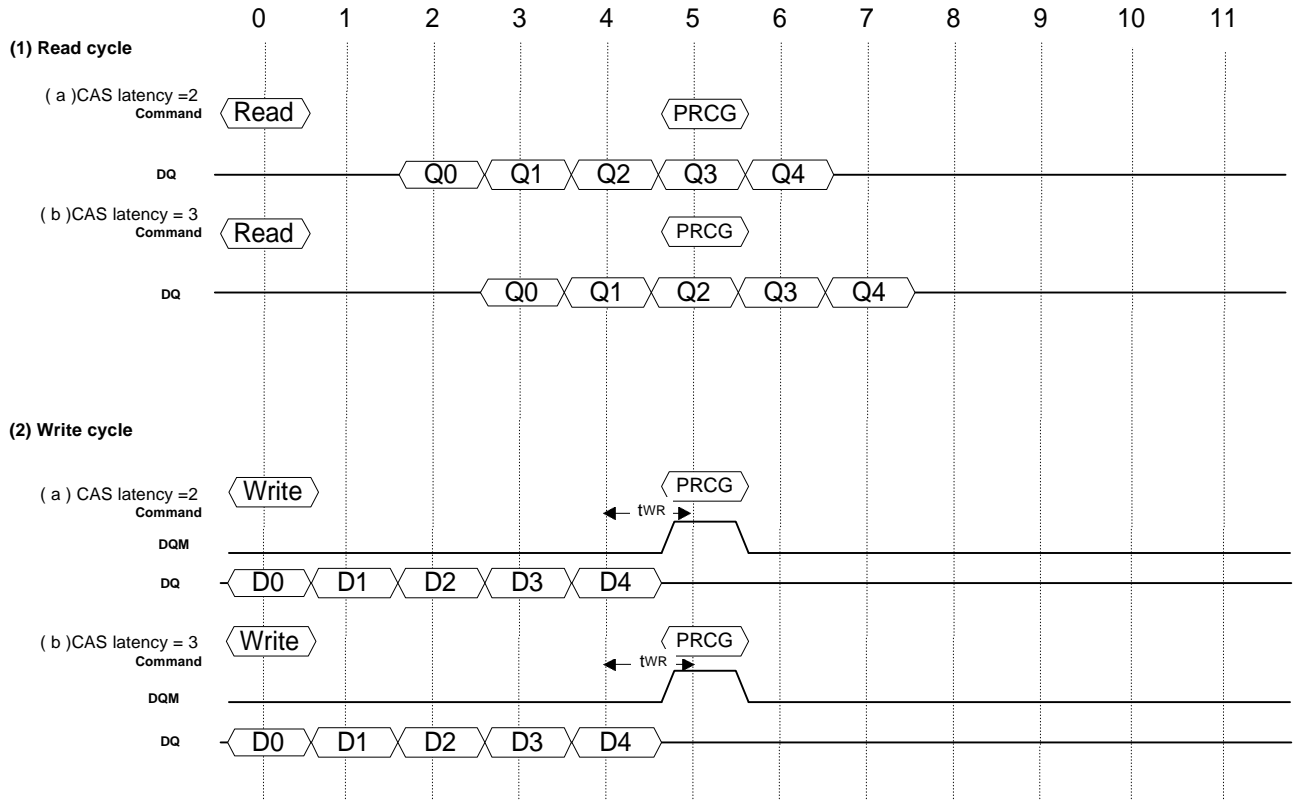 0 1 2 3 4 5 6 7 8 9 10 11
(1) Read cycle
( a )CAS latency =2
Command Read PRCG
DQ Q0 Q1 Q2 Q3 Q4
( b )CAS latency = 3
Command Read PRCG
DQ Q0 Q1 Q2 Q3 Q4
(2) Write cycle
( a ) CAS latency =2 Write PRCG
Command tWR
DQM
DQ D0 D1 D2 D3 D4
( b )CAS latency = 3 Write PRCG
Command tWR
DQM
DQ D0 D1 D2 D3 D4